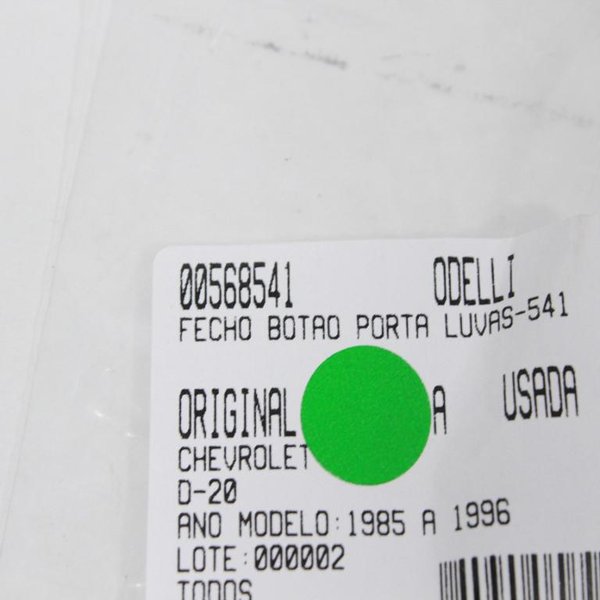 00568541 ODELLI
FECHO BOTAO PORTA LUVAS-541
ORIGINAL A USADA
CHEVROLET
D-20
ANO MODELO:1985 A 1996
LOTE:000002
TODOS